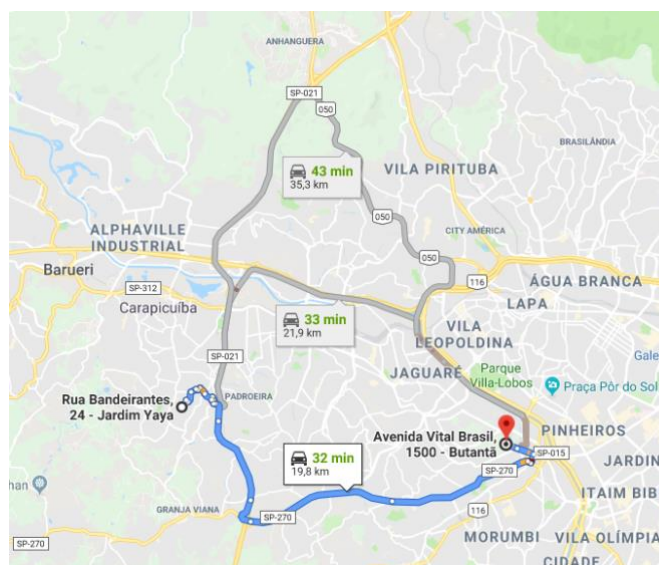 ANHANGUERA
SP-021
050
BRASILÂNDIA
43 min
35,3 km
VILA PIRITUBA
050
ALPHAVILLE
INDUSTRIAL
CITY AMÉRICA
050
Barueri
116
ÁGUA BRANCA
SP-312
LAPA
Carapicuíba
33 min
21,9 km
VILA
LEOPOLDINA
Gale
SP-021
Parque
Villa-Lobos
JAGUARÉ
Praça Pôr do Sol
Rua Bandeirantes,
24 - Jardim Yaya
PADROEIRA
PINHEIROS
Avenida Vital Brasil,
1500 - Butantã
SP-015
JARDIN
32 min
19,8 km
SP-270
han
ITAIM BIB
GRANJA VIANA
116
SP-270
MORUMBI
VILA OLÍMPI
SP-270
CIDADE